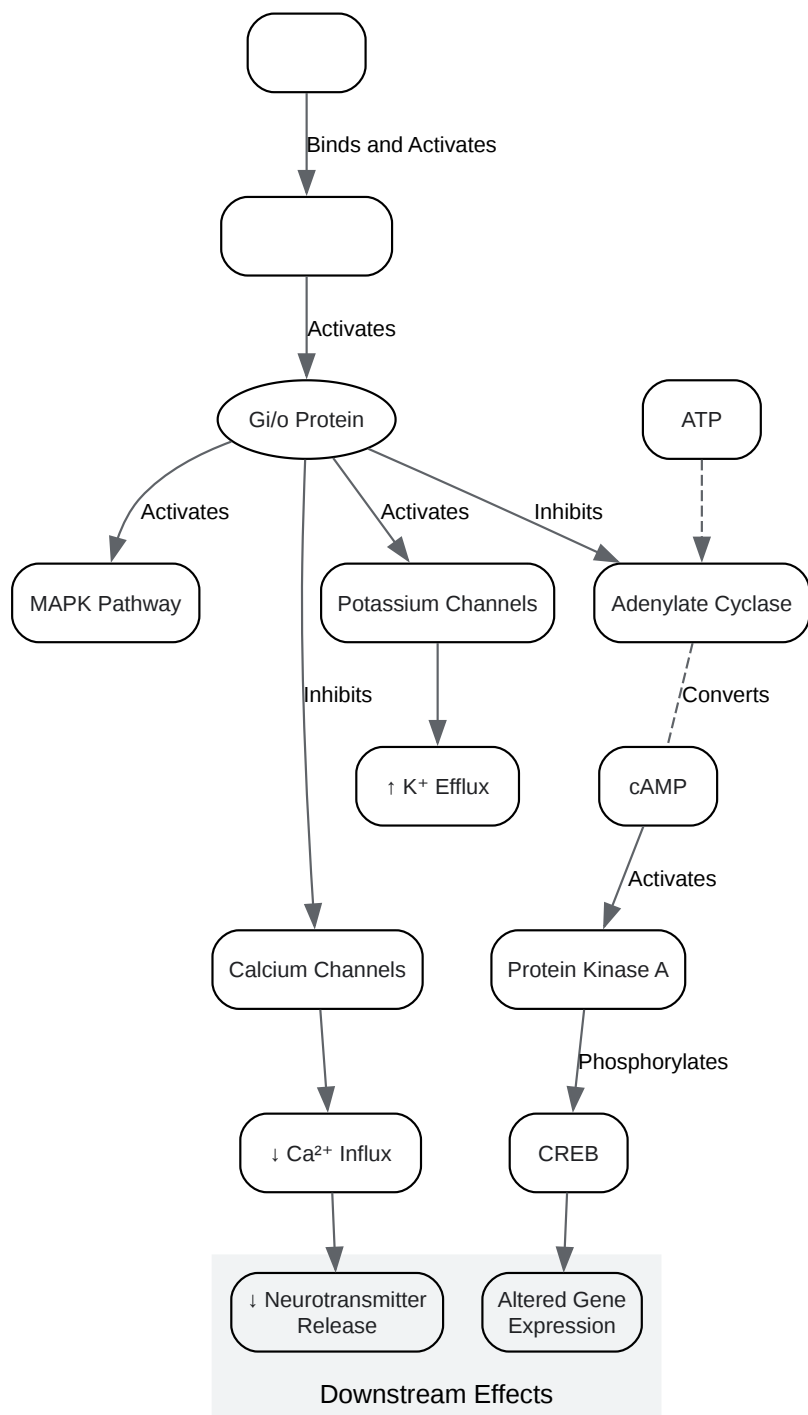 Binds and Activates
Activates
Gi/o Protein
ATP
Activates
Activates
Inhibits
MAPK Pathway
Potassium Channels
Adenylate Cyclase
Inhibits
Converts
↑ K⁺ Efflux
cAMP
Activates
Calcium Channels
Protein Kinase A
Phosphorylates
↓ Ca²⁺ Influx
CREB
↓ Neurotransmitter
Release
Altered Gene
Expression
Downstream Effects